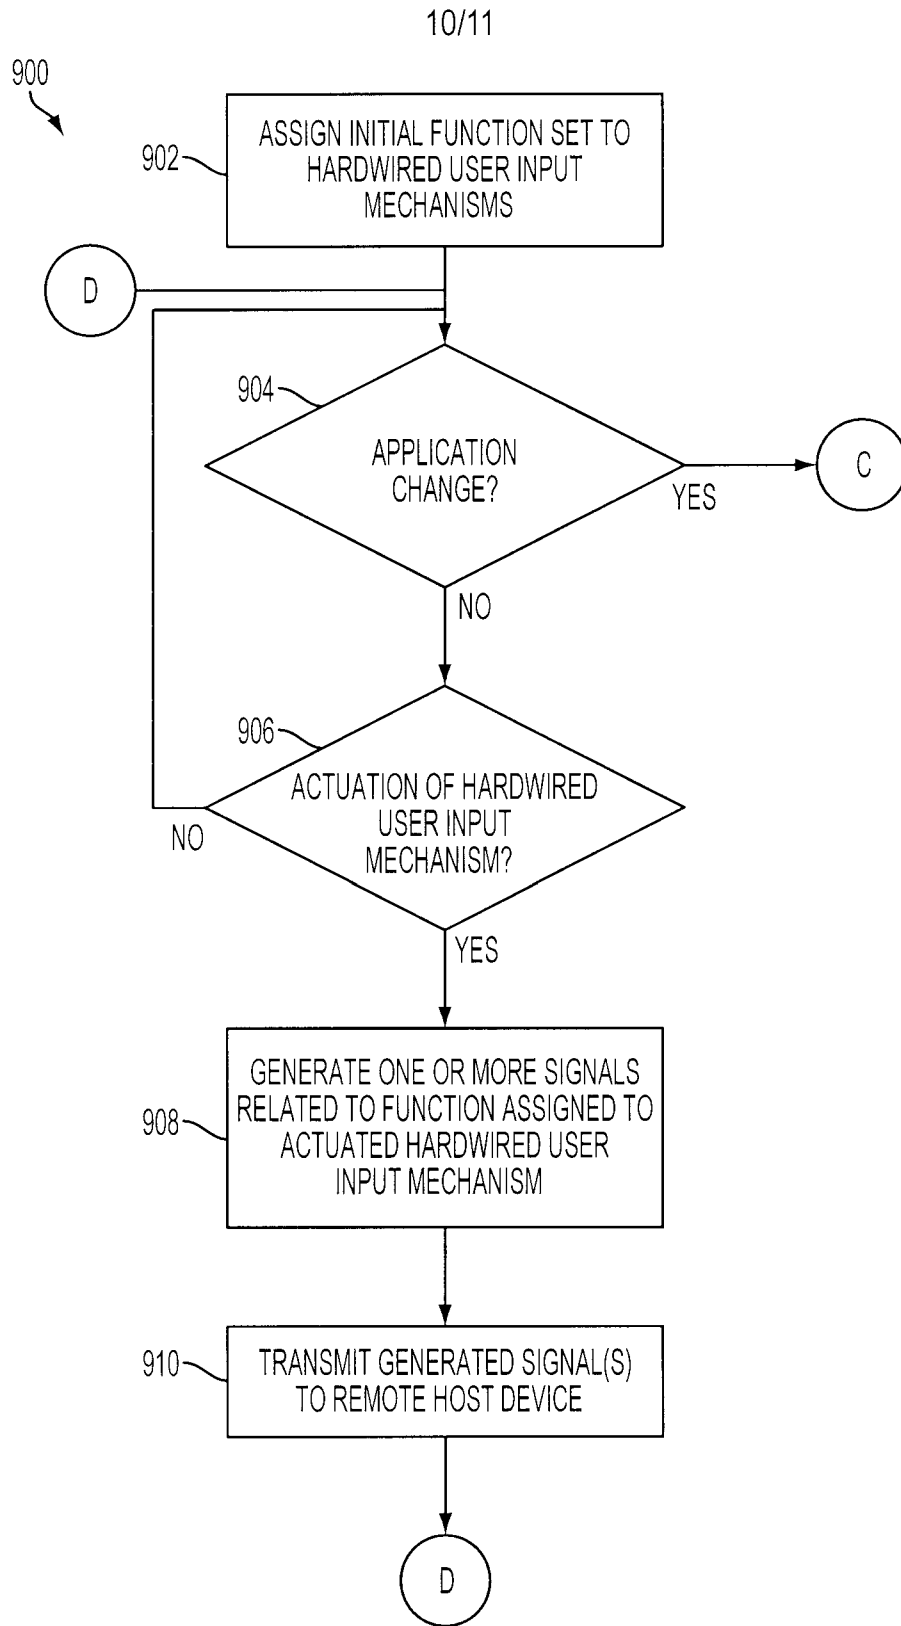 10/11
900
902
ASSIGN INITIAL FUNCTION SET TO
HARDWIRED USER INPUT
MECHANISMS
D
904
APPLICATION
CHANGE?
YES
C
NO
906
ACTUATION OF HARDWIRED
USER INPUT
MECHANISM?
NO
YES
908
GENERATE ONE OR MORE SIGNALS
RELATED TO FUNCTION ASSIGNED TO
ACTUATED HARDWIRED USER
INPUT MECHANISM
910
TRANSMIT GENERATED SIGNAL(S)
TO REMOTE HOST DEVICE
D